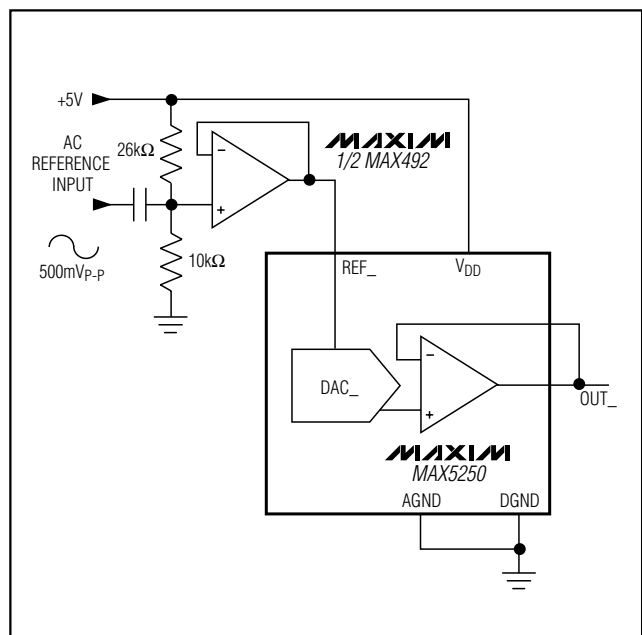 +5V
AC
REFERENCE
INPUT
26kΩ
MAXIM
1/2 MAX492
10kΩ
500mVP-P
REF_
VDD
DAC_
OUT_
MAXIM
MAX5250
AGND
DGND
–
+
–
+